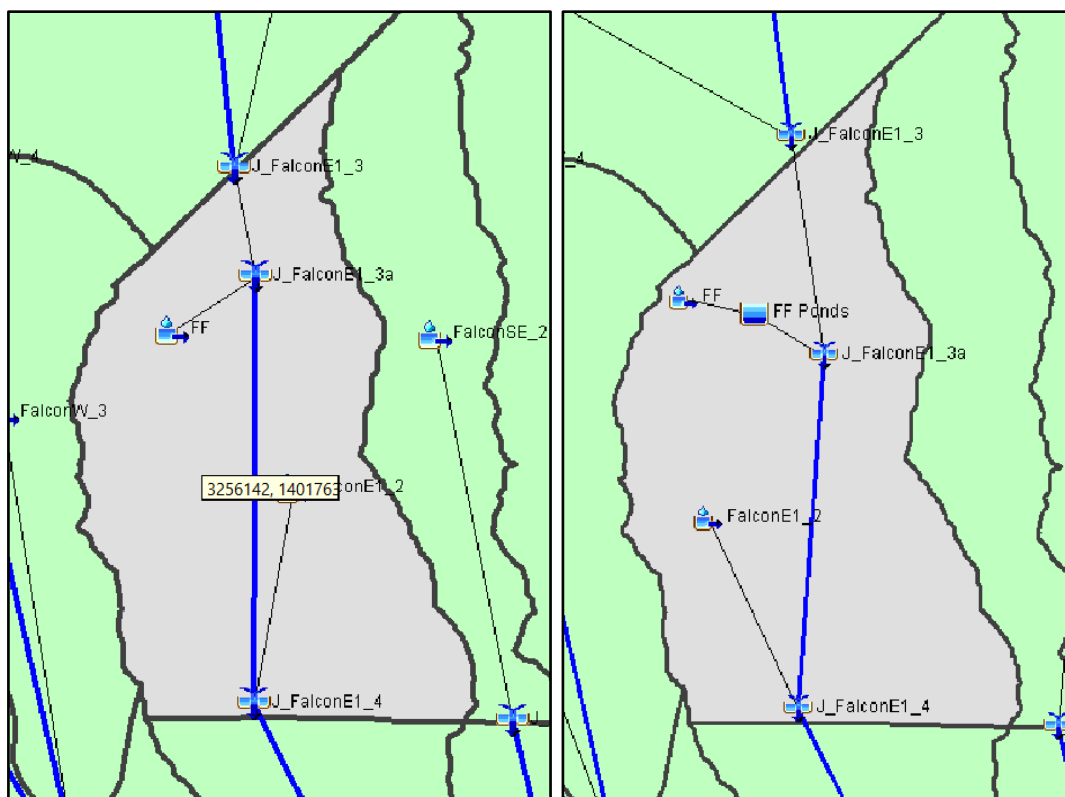 J_FalconE1_3
J_FalconE1_3a
FF
FalconSE_2
FalconW_3
3256142, 1401763
J_FalconE1_4
J_FalconE1_3
FF
FF Ponds
J_FalconE1_3a
FalconE1_2
J_FalconE1_4